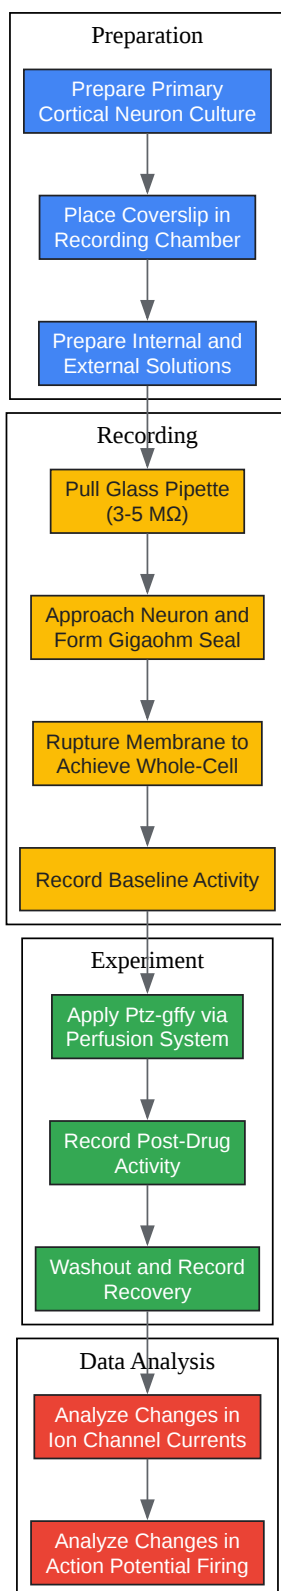 Preparation
Prepare Primary
Cortical Neuron Culture
Place Coverslip in
Recording Chamber
Prepare Internal and
External Solutions
Recording
Pull Glass Pipette
(3-5 MΩ)
Approach Neuron and
Form Gigaohm Seal
Rupture Membrane to
Achieve Whole-Cell
Record Baseline Activity
Experiment
Apply Ptz-gffy via
Perfusion System
Record Post-Drug
Activity
Washout and Record
Recovery
Data Analysis
Analyze Changes in
Ion Channel Currents
Analyze Changes in
Action Potential Firing